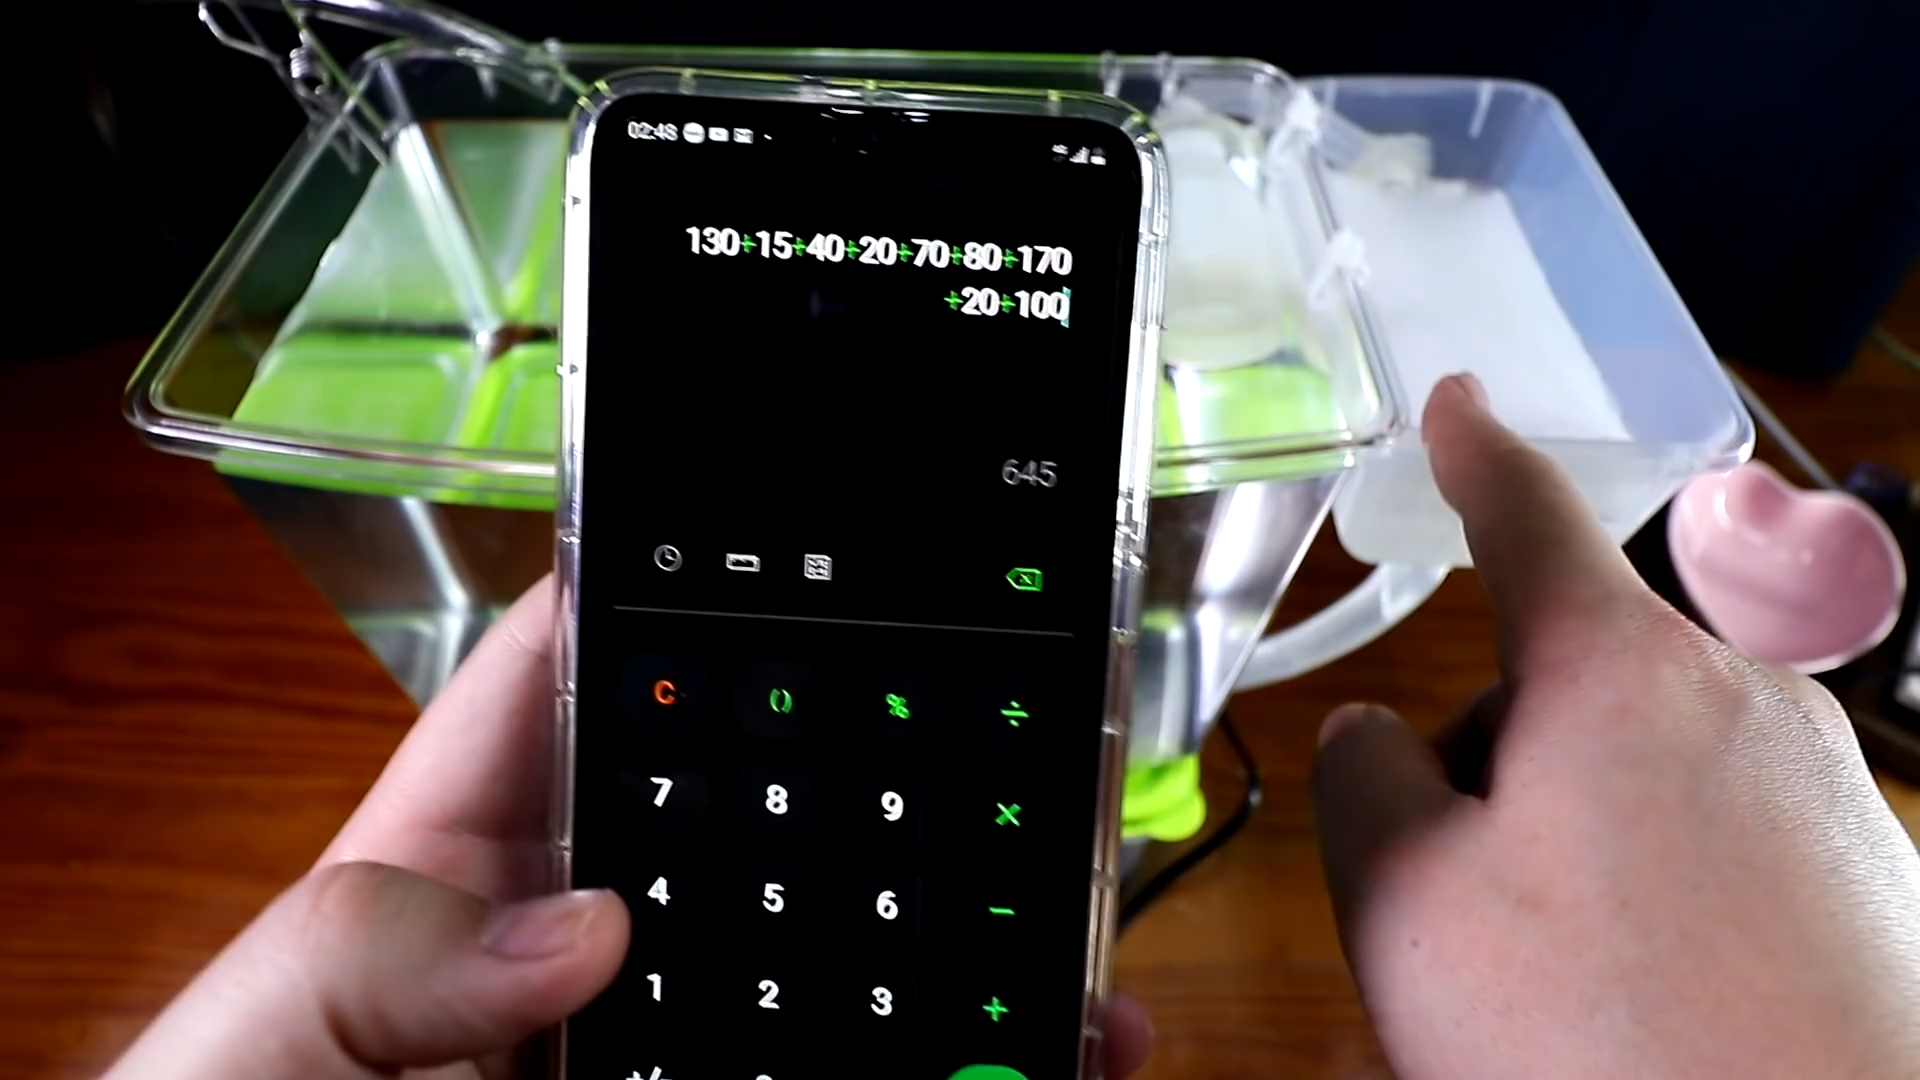 02:48
130+15+40+20+70+80+170
+20+100
645
C () % ÷
7 8 9 ×
4 5 6 −
1 2 3 +